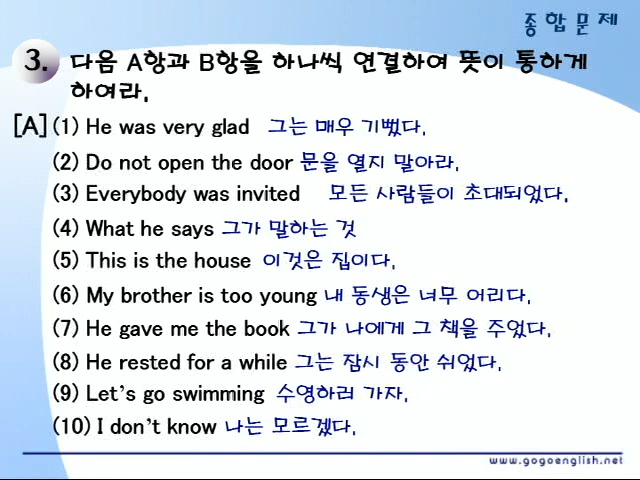 종합문제
3. 다음 A항과 B항을 하나씩 연결하여 뜻이 통하게
하여라.
[A] (1) He was very glad 그는 매우 기뻤다.
(2) Do not open the door 문을 열지 말아라.
(3) Everybody was invited 모든 사람들이 초대되었다.
(4) What he says 그가 말하는 것
(5) This is the house 이것은 집이다.
(6) My brother is too young 내 동생은 너무 어리다.
(7) He gave me the book 그가 나에게 그 책을 주었다.
(8) He rested for a while 그는 잠시 동안 쉬었다.
(9) Let's go swimming 수영하러 가자.
(10) I don't know 나는 모르겠다.
www.gogoenglish.net